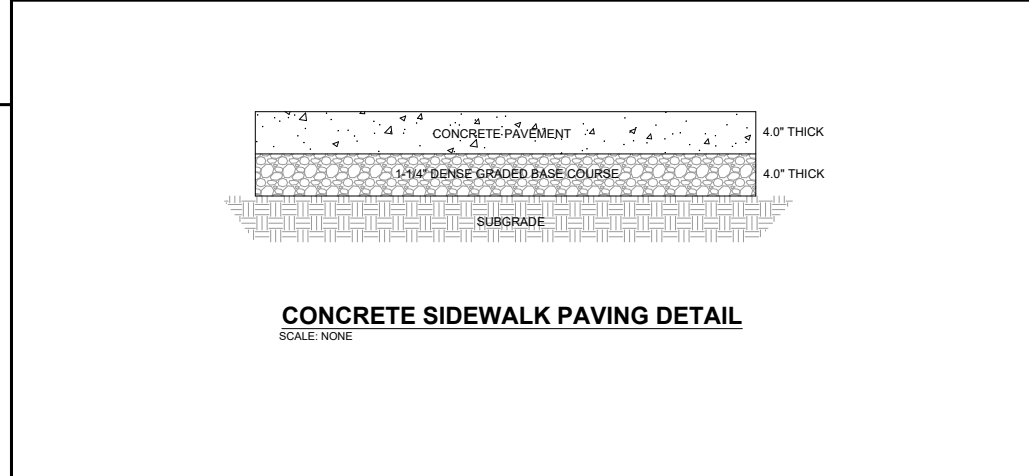 CONCRETE PAVEMENT 4.0" THICK
1-1/4" DENSE GRADED BASE COURSE 4.0" THICK
SUBGRADE
CONCRETE SIDEWALK PAVING DETAIL
SCALE: NONE